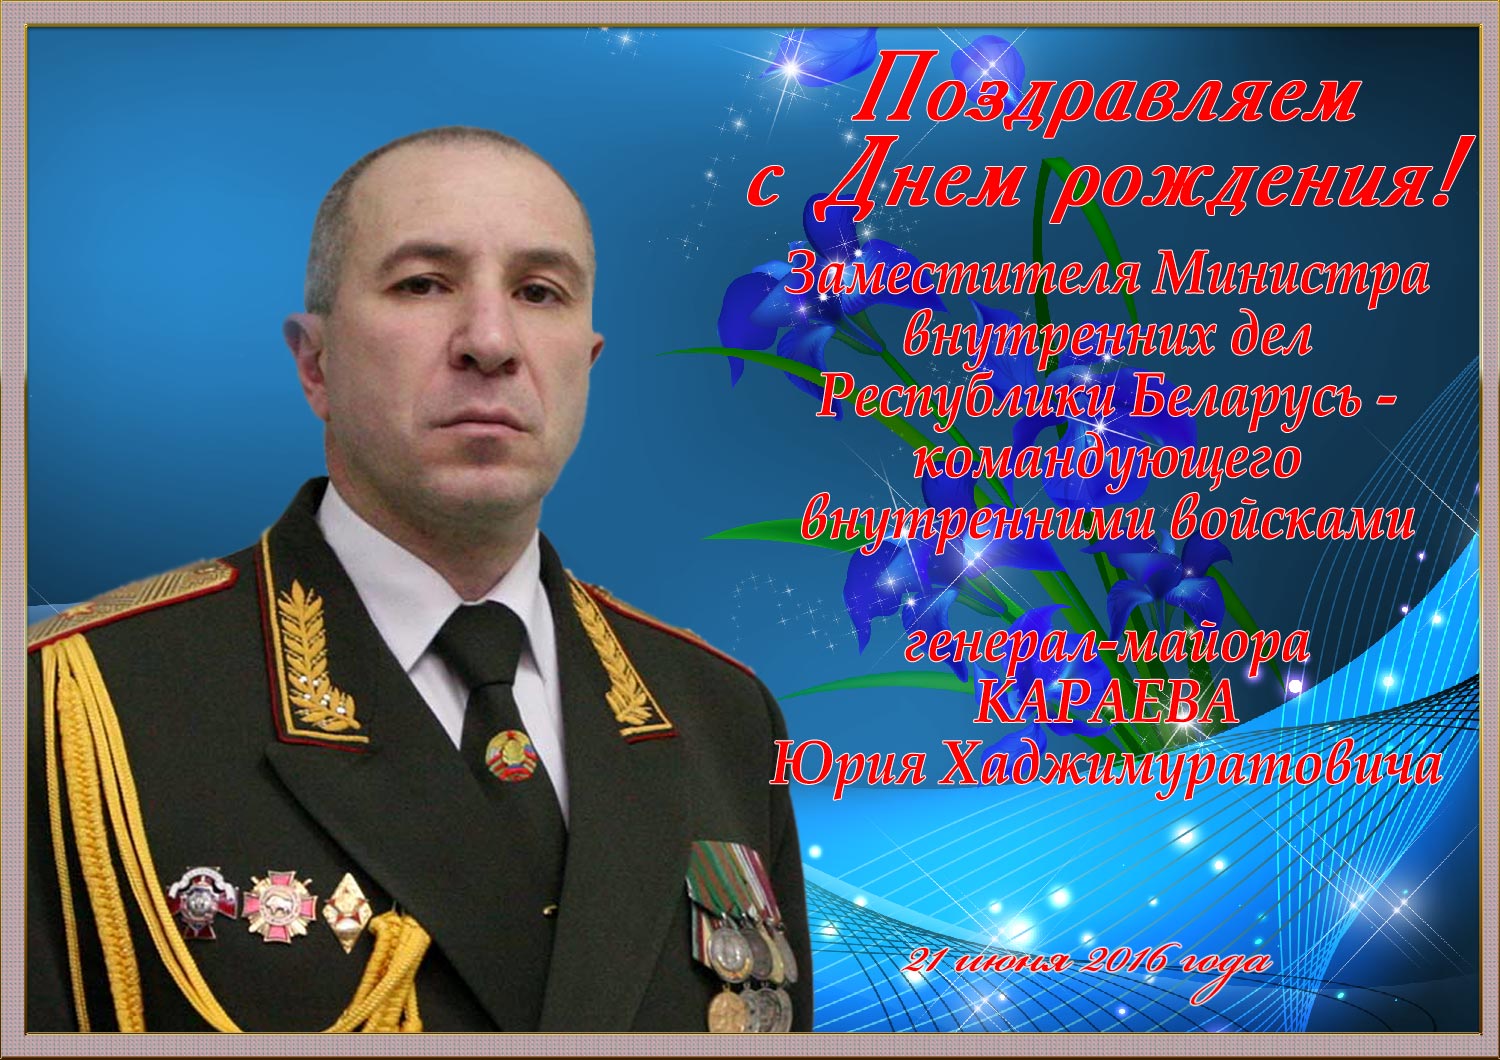 Поздравляем
с Днем рождения!
Заместителя Министра
внутренних дел
Республики Беларусь -
командующего
внутренними войсками
генерал-майора
КАРАЕВА
Юрия Хаджимуратовича
21 июня 2016 года